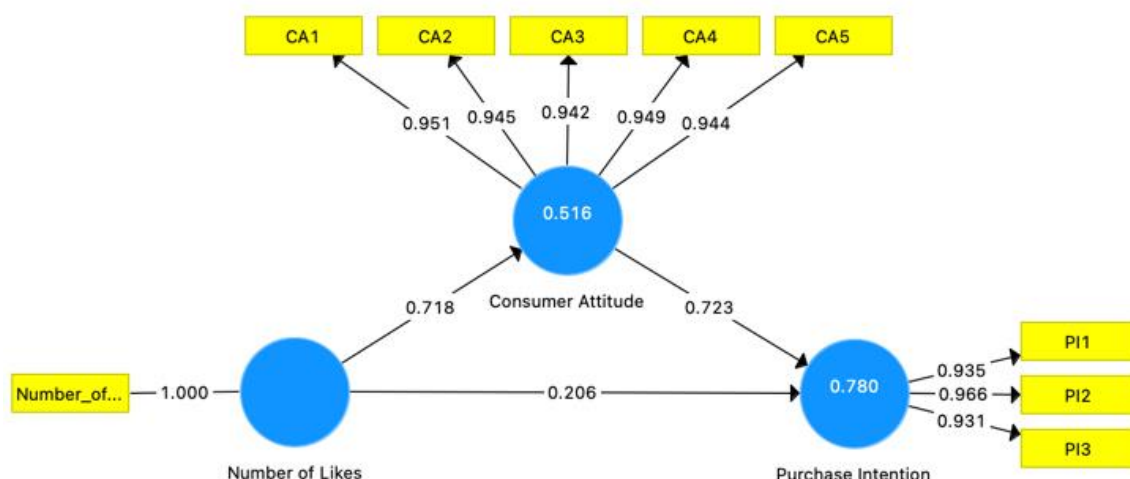 CA1
CA2
CA3
CA4
CA5
0.951
0.945
0.942
0.949
0.944
0.516
Consumer Attitude
0.718
0.723
Number_of...
1.000
0.206
0.780
0.935
0.966
0.931
PI1
PI2
PI3
Number of Likes
Purchase Intention